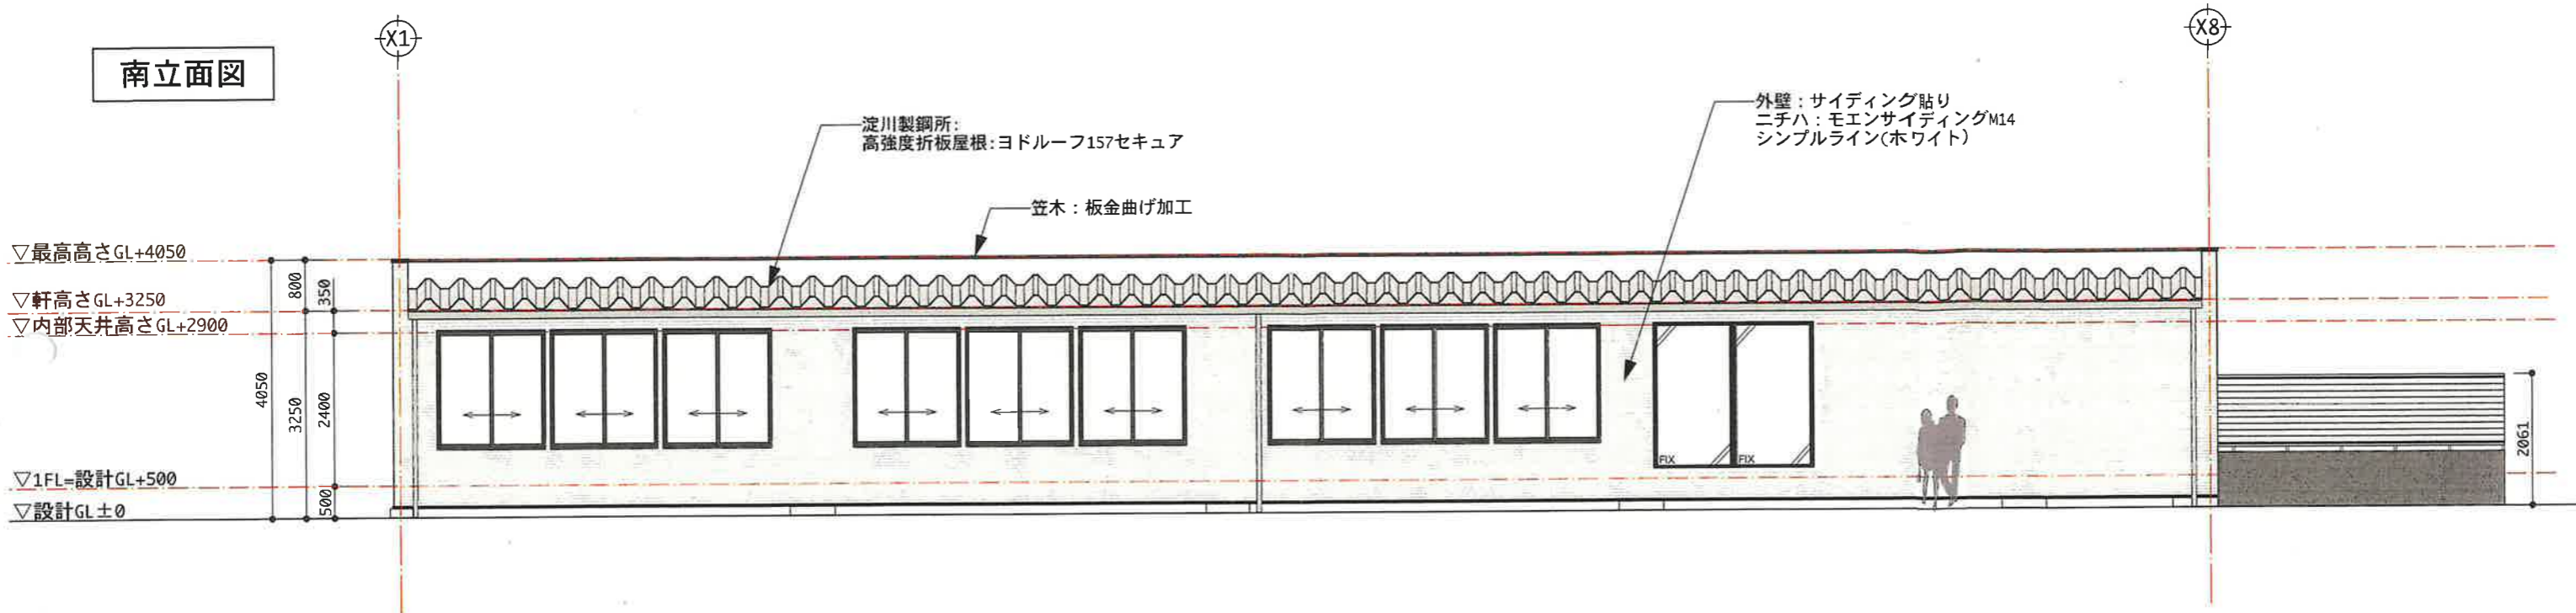 南立面図
X1
X8
淀川製鋼所:
高強度折板屋根:ヨドルーフ157セキュア
外壁：サイディング貼り
ニチハ：モエンサイディングM14
シンプルライン(ホワイト)
笠木：板金曲げ加工
▽最高高さGL+4050
▽軒高さGL+3250
▽内部天井高さGL+2900
▽1FL=設計GL+500
▽設計GL±0
4050
800
3250
350
2400
500
FIX
FIX
2061